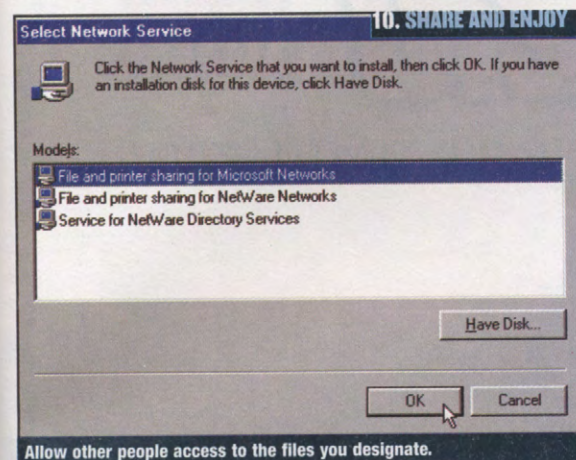 10. SHARE AND ENJOY
Select Network Service
Click the Network Service that you want to install, then click OK. If you have
an installation disk for this device, click Have Disk.
Models:
File and printer sharing for Microsoft Networks
File and printer sharing for NetWare Networks
Service for NetWare Directory Services
Have Disk...
OK
Cancel
Allow other people access to the files you designate.